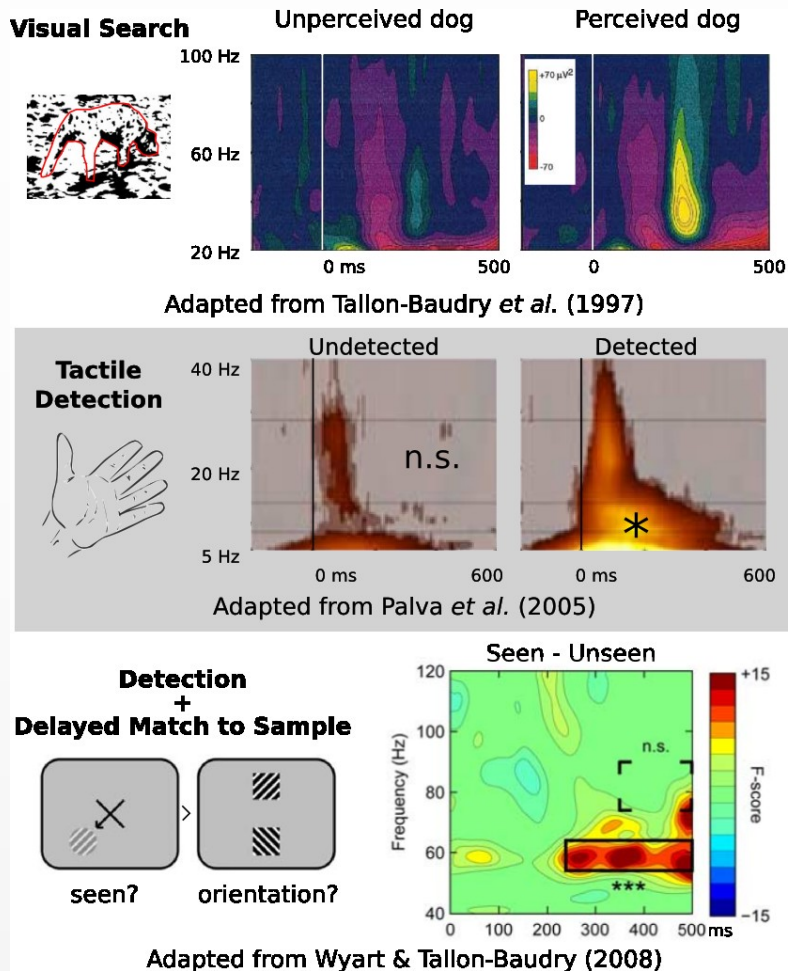 Visual Search
Unperceived dog
Perceived dog
100 Hz
60 Hz
20 Hz
+70 μV²
0
-70
0 ms
500
0
500
Adapted from Tallon-Baudry et al. (1997)
Tactile
Detection
Undetected
Detected
40 Hz
20 Hz
5 Hz
n.s.
*
0 ms
600
0 ms
600
Adapted from Palva et al. (2005)
Detection
+
Delayed Match to Sample
>
seen?
orientation?
Seen - Unseen
Frequency (Hz)
120
100
80
60
40
n.s.
***
0
100
200
300
400
500 ms
+15
F-score
−15
Adapted from Wyart & Tallon-Baudry (2008)